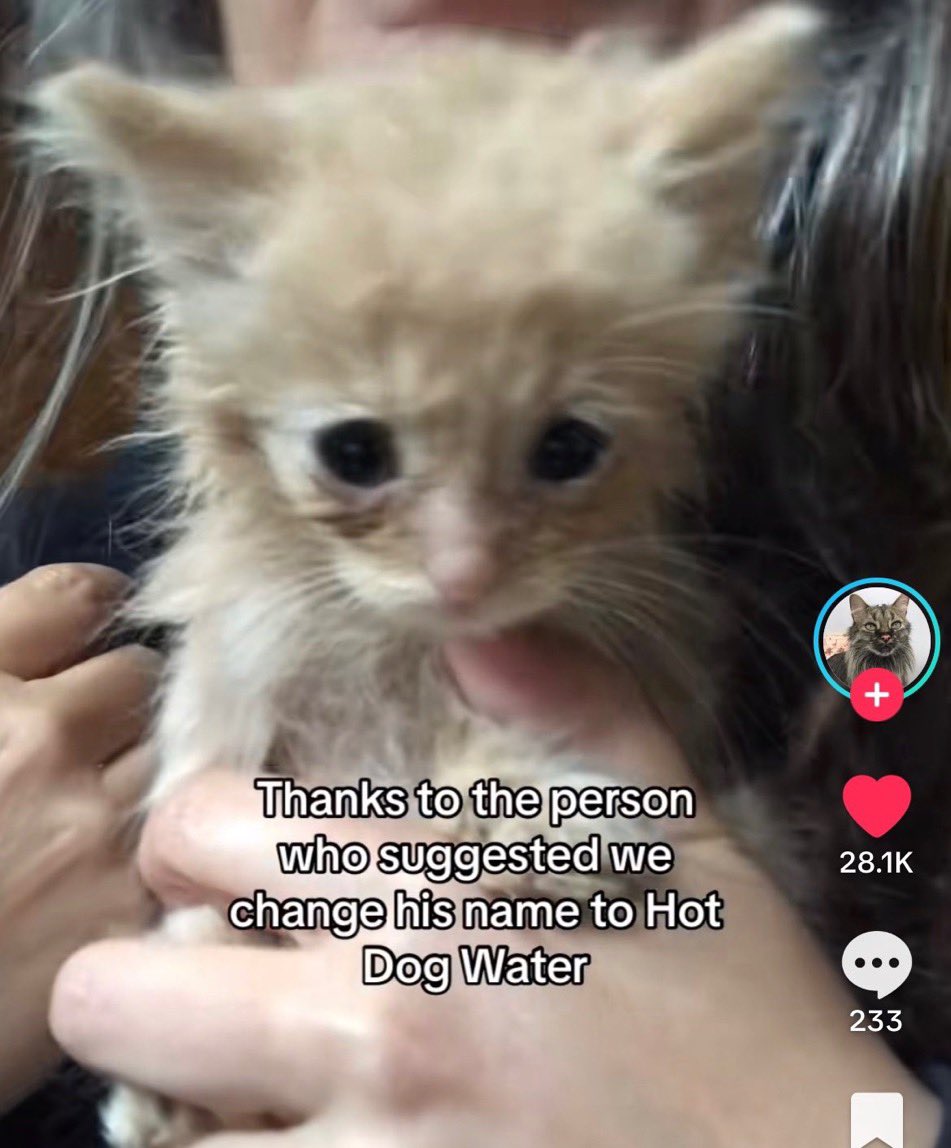 Thanks to the person
who suggested we
change his name to Hot
Dog Water
28.1K
233